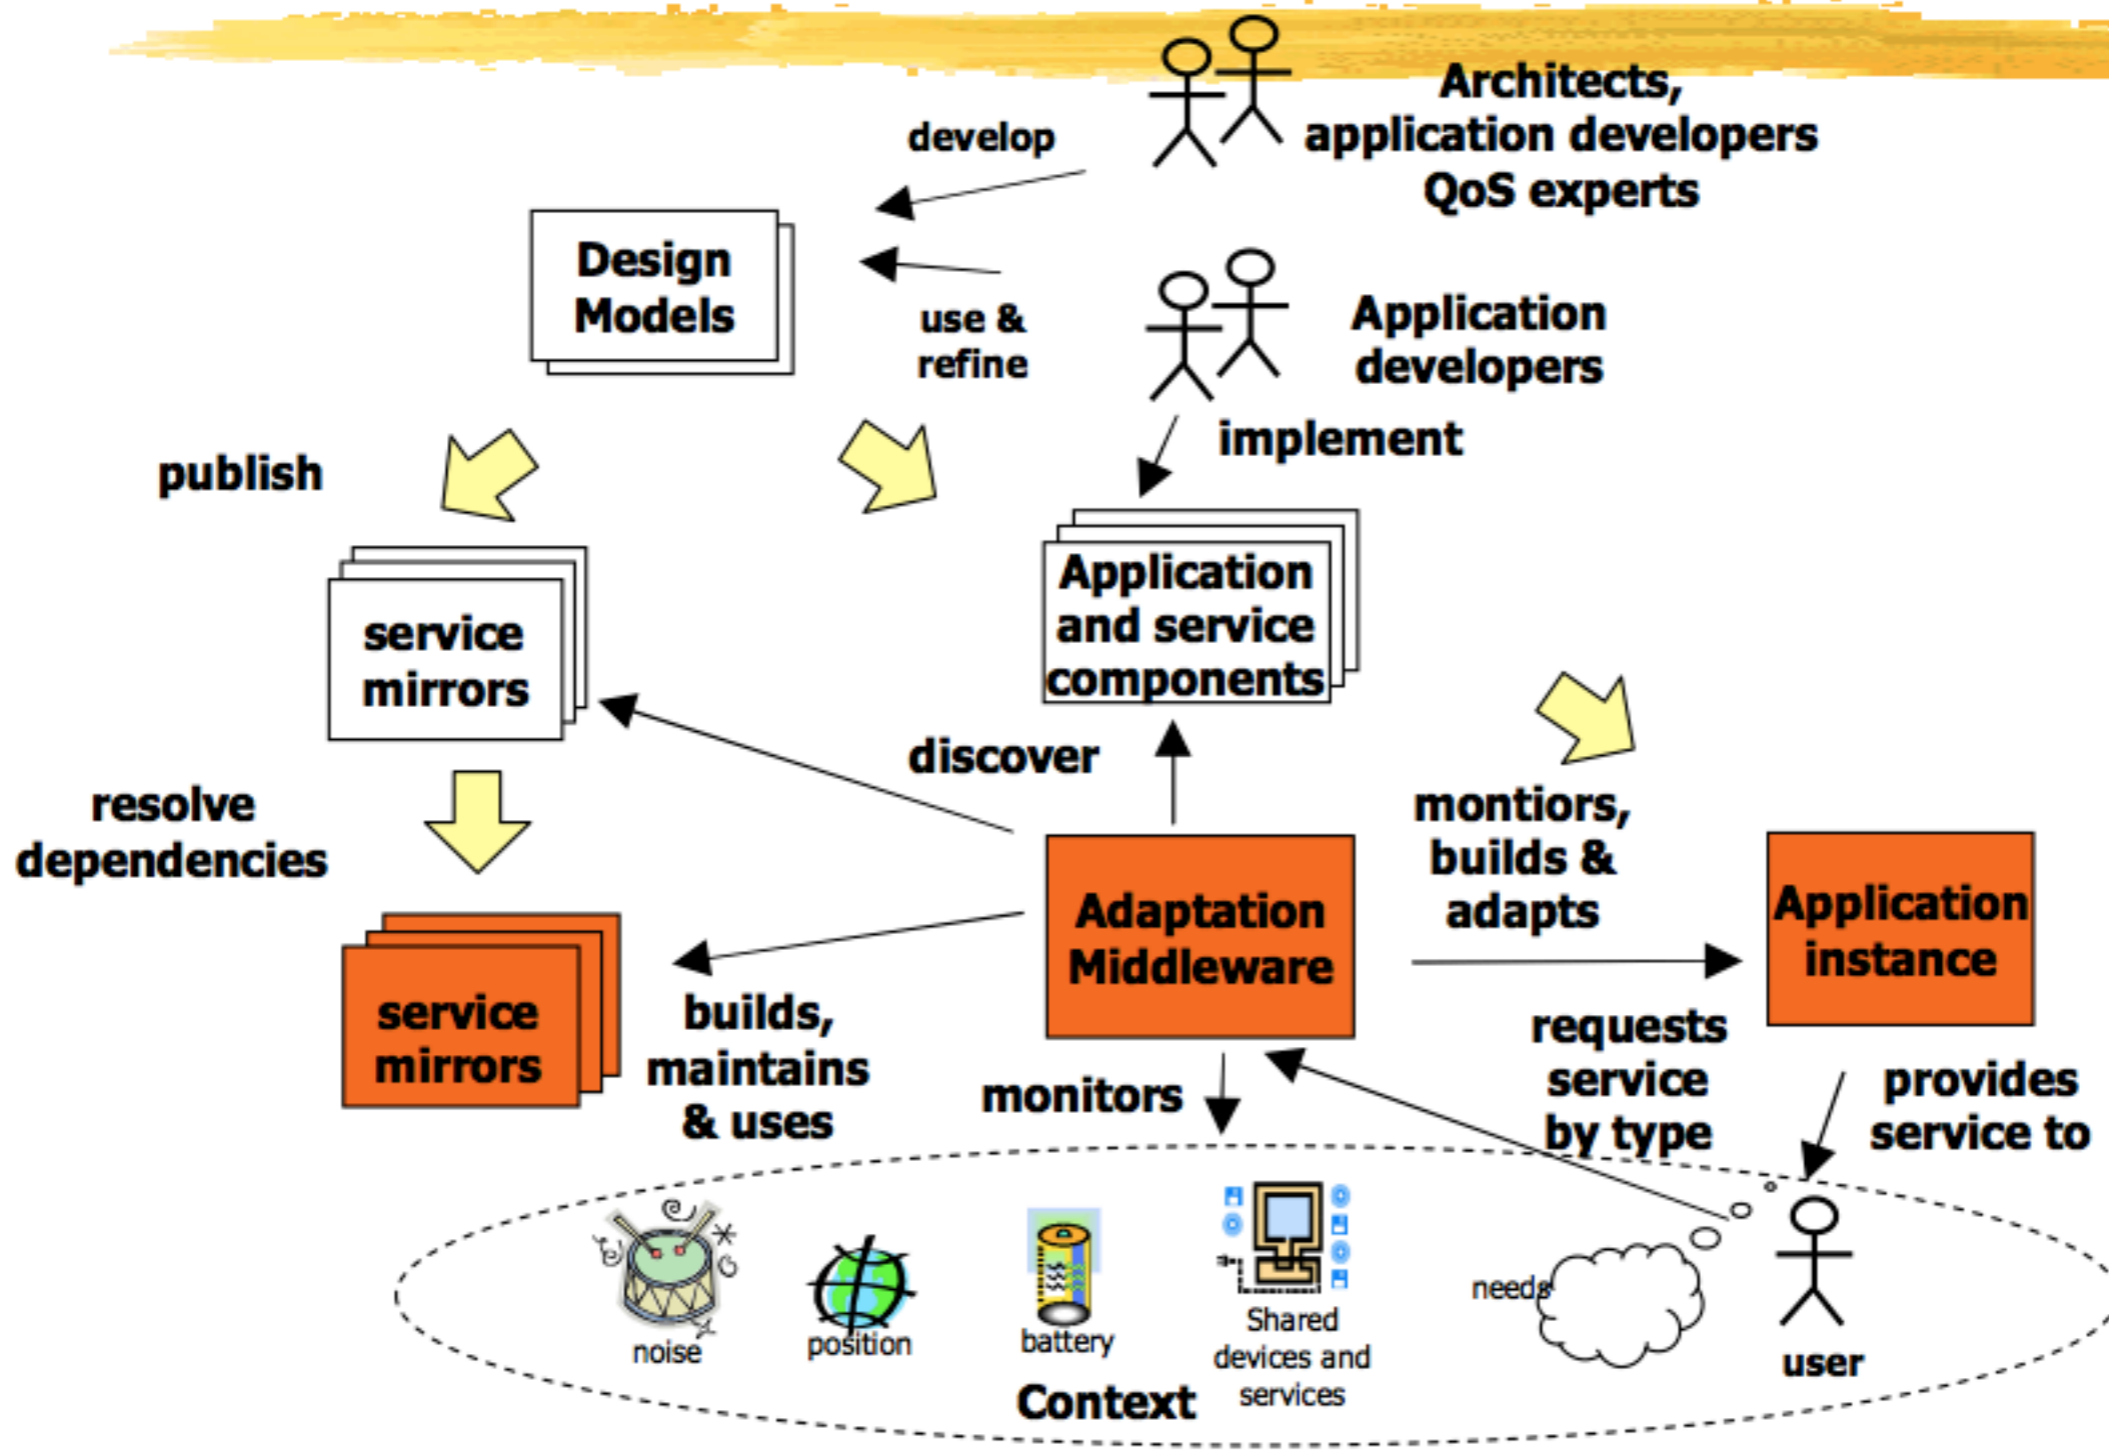 Architects,
application developers
QoS experts
develop
Design
Models
use &
refine
Application
developers
implement
publish
service
mirrors
Application
and service
components
discover
resolve
dependencies
montiors,
builds &
adapts
Adaptation
Middleware
Application
instance
service
mirrors
builds,
maintains
& uses
monitors
requests
service
by type
provides
service to
noise
position
battery
Shared
devices and
services
needs
user
Context